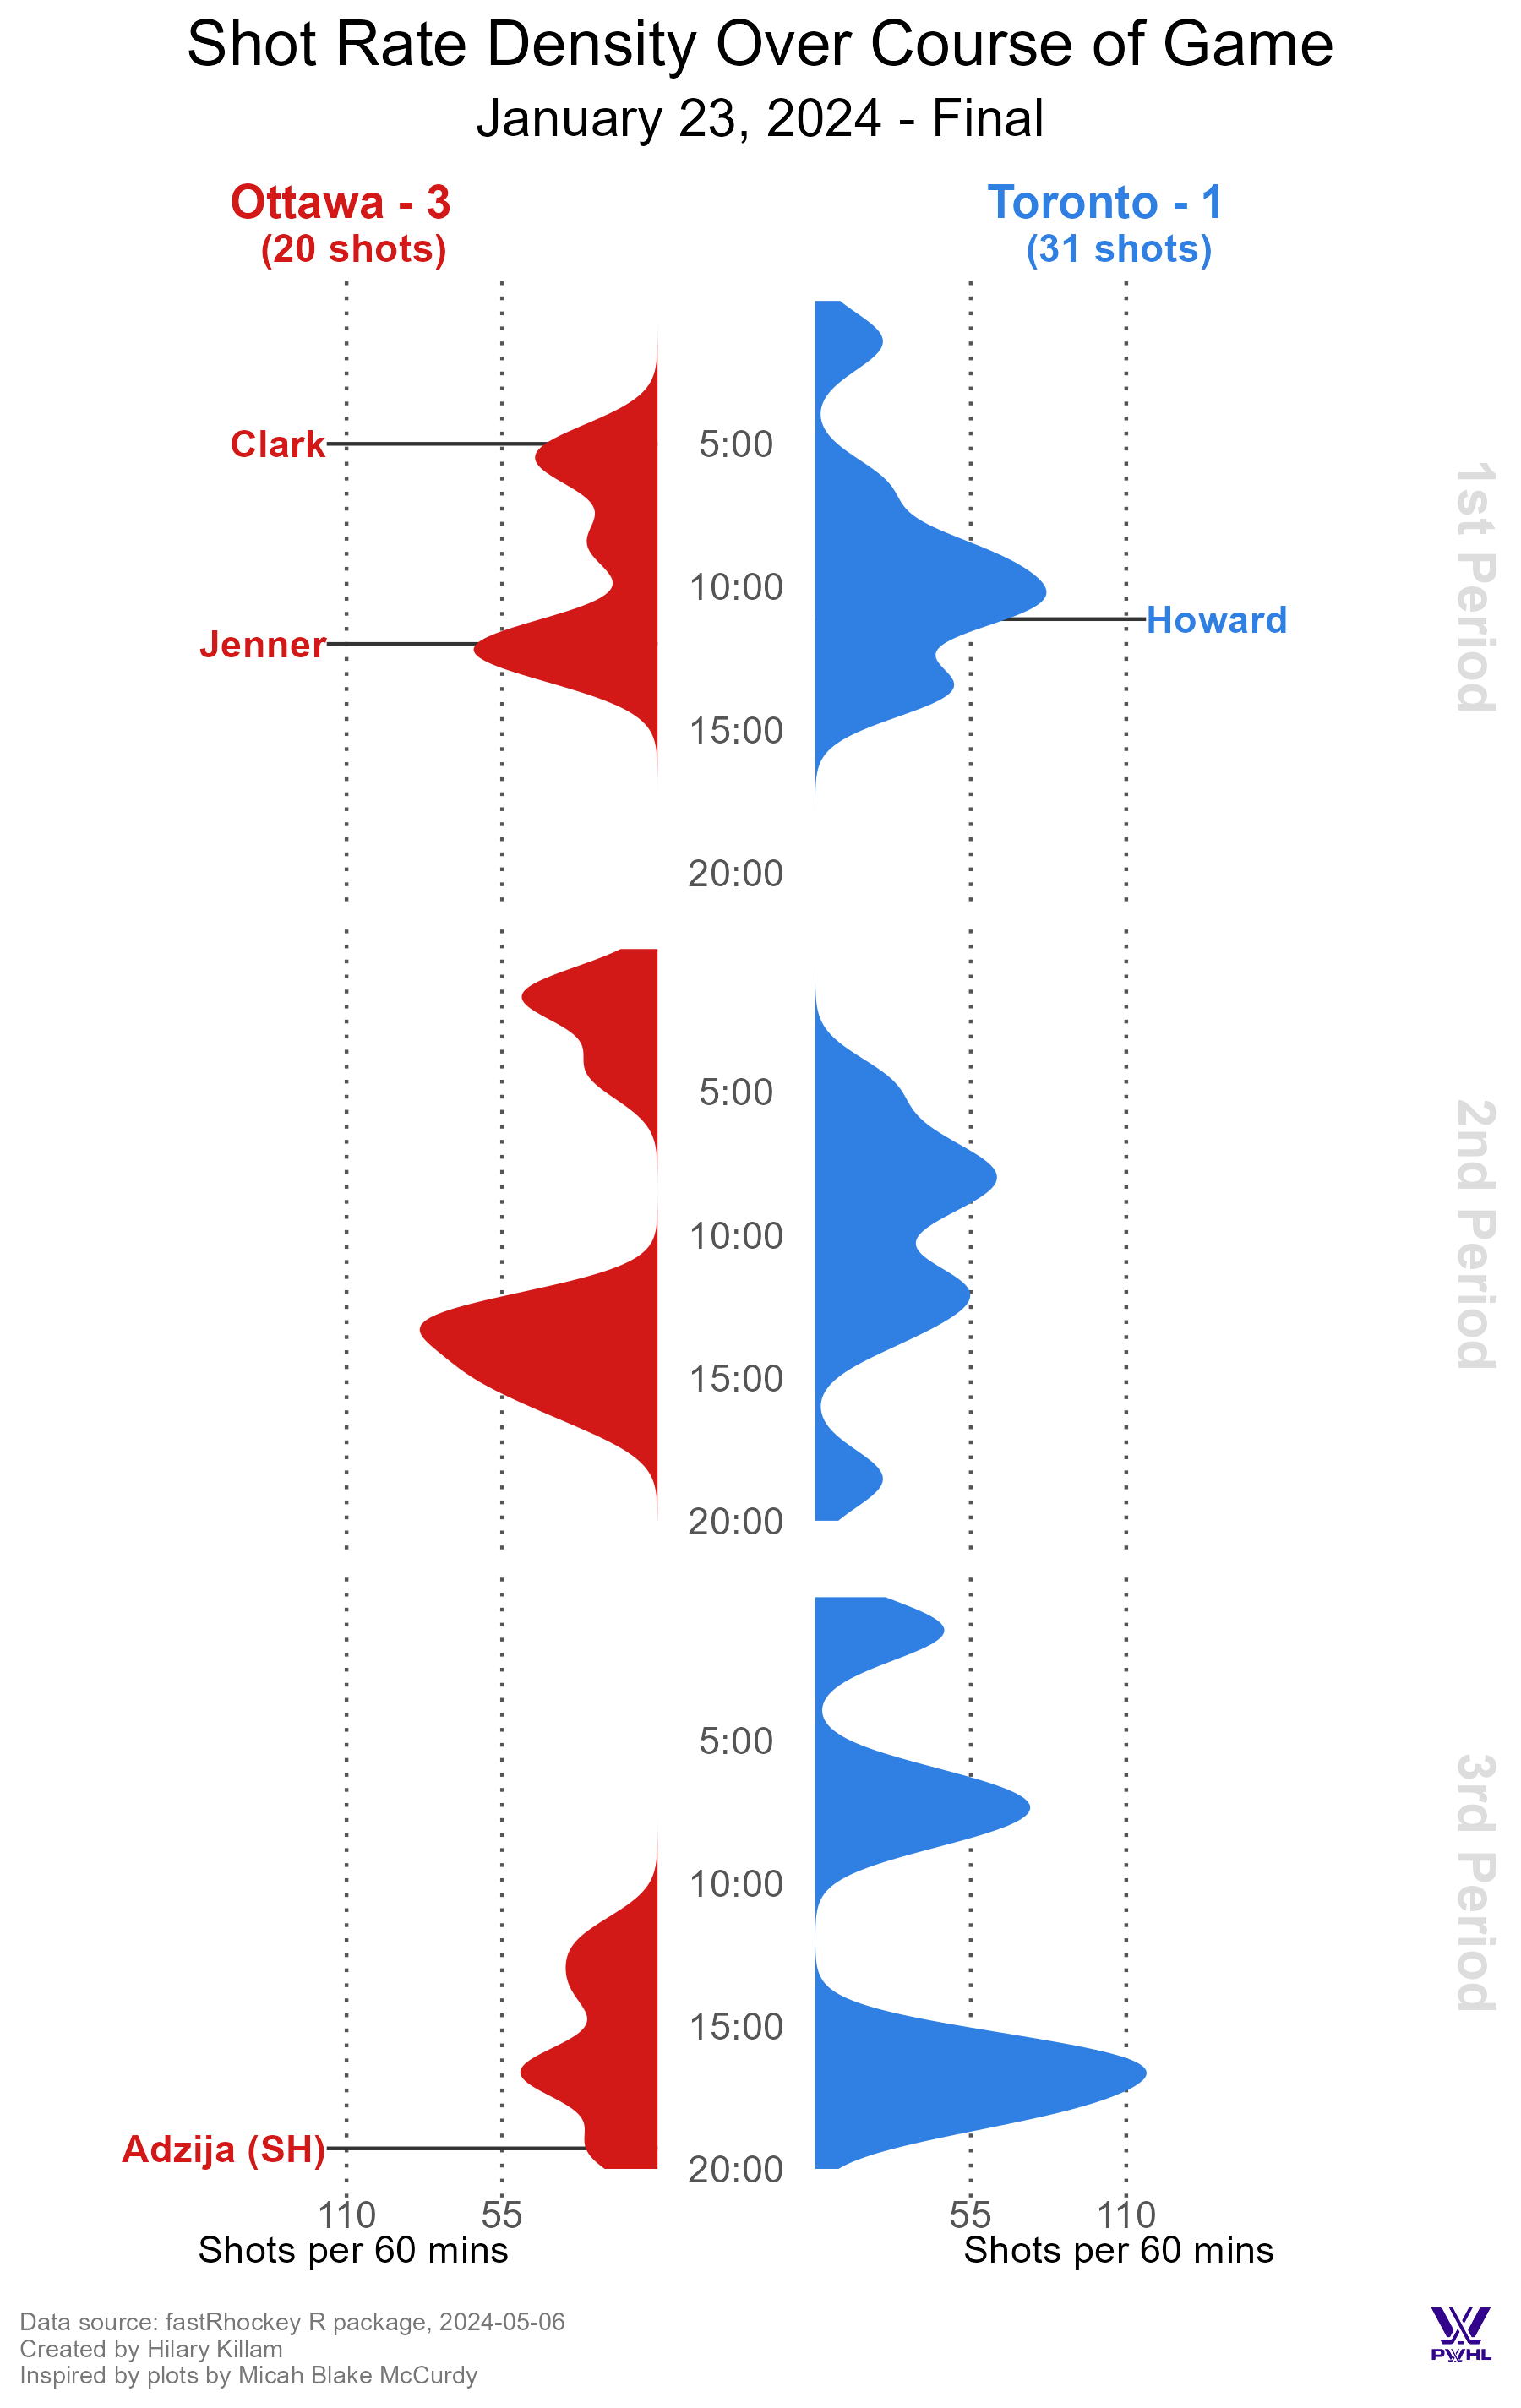 Shot Rate Density Over Course of Game
January 23, 2024 - Final
Ottawa - 3
(20 shots)
Toronto - 1
(31 shots)
1st Period
Clark
5:00
10:00
Howard
Jenner
15:00
20:00
2nd Period
5:00
10:00
15:00
20:00
3rd Period
5:00
10:00
15:00
Adzija (SH)
20:00
110
55
55
110
Shots per 60 mins
Shots per 60 mins
Data source: fastRhockey R package, 2024-05-06
Created by Hilary Killam
Inspired by plots by Micah Blake McCurdy
PWHL